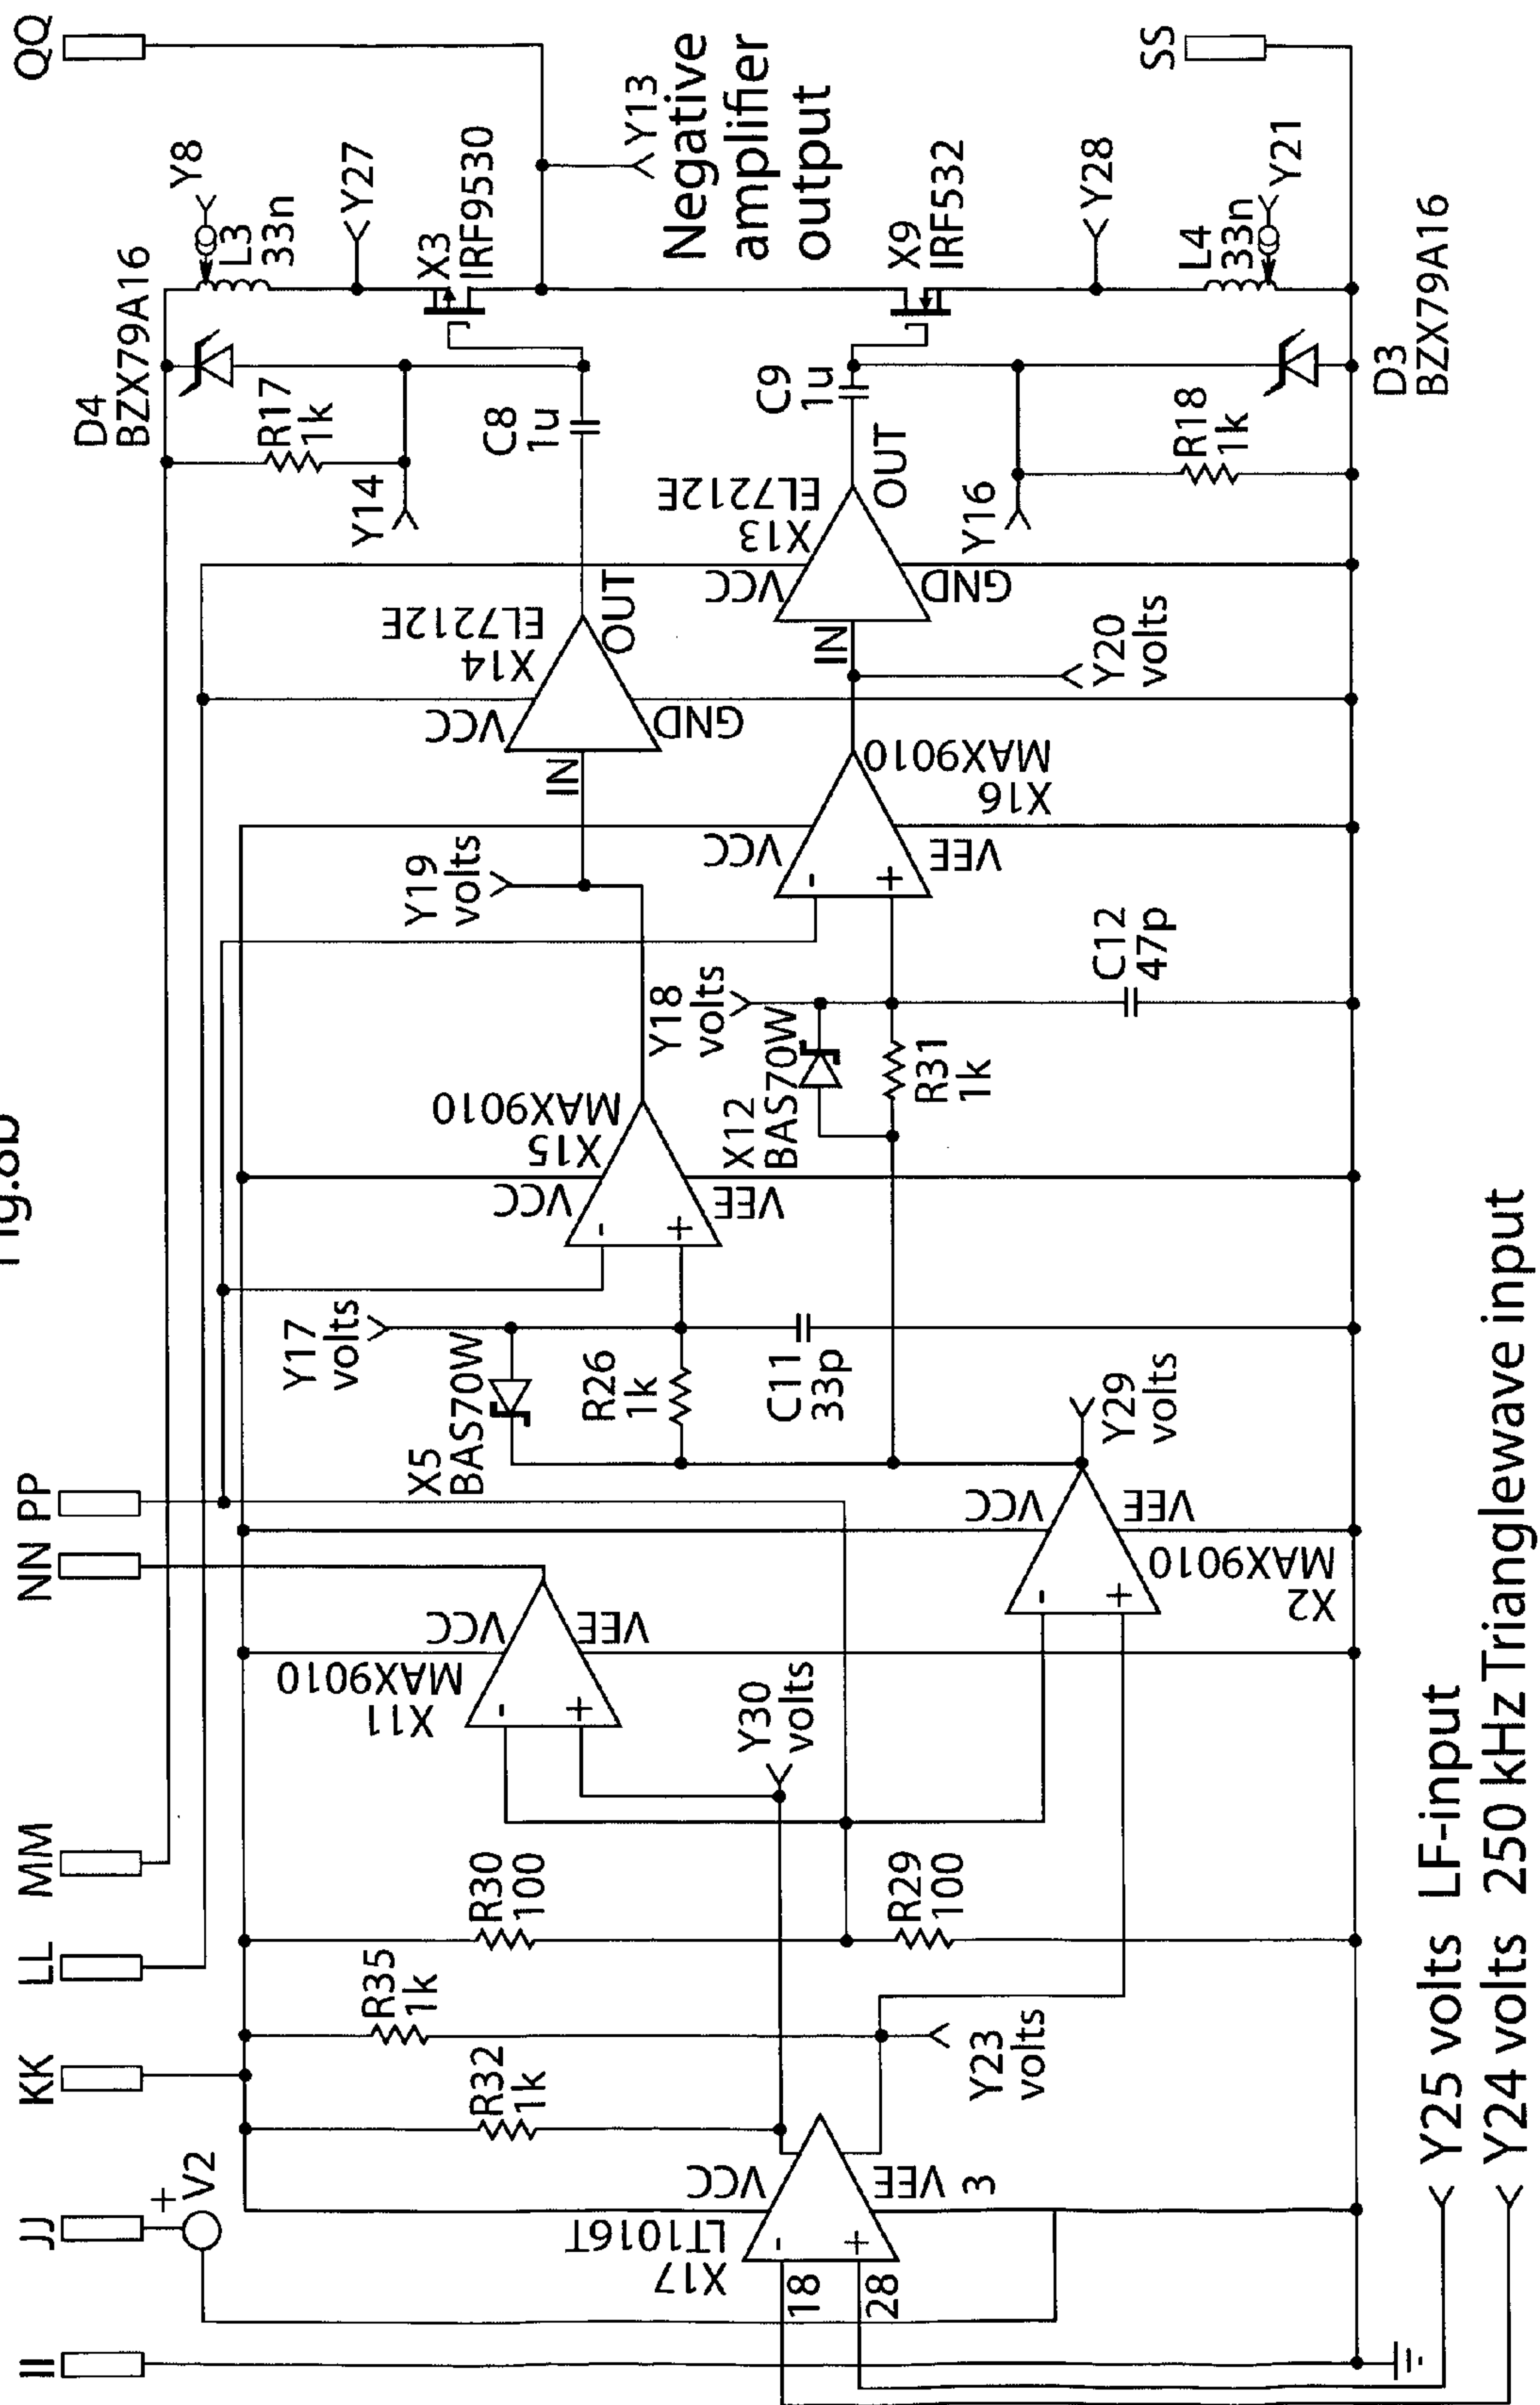 Fig.8b
II
JJ
KK
LL
MM
NN
PP
QQ
+
V2
R32
1k
R35
1k
R30
100
R29
100
X17
LT1016T
VCC
VEE
3
-
+
18
28
Y23
volts
Y30
volts
X11
MAX9010
VCC
VEE
-
+
X2
MAX9010
VCC
VEE
-
+
Y29
volts
X5
BAS70W
R26
1k
C11
33p
Y17
volts
X15
MAX9010
VCC
VEE
-
+
X12
BAS70W
R31
1k
Y18
volts
C12
47p
X16
MAX9010
VCC
VEE
-
+
Y19
volts
Y20
volts
X14
EL7212E
VCC
GND
IN
OUT
X13
EL7212E
VCC
GND
IN
OUT
Y14
Y16
D4
BZX79A16
R17
1k
C8
1u
C9
1u
R18
1k
D3
BZX79A16
Y8
L3
33n
Y27
X3
IRF9530
Y13
Negative
amplifier
output
X9
IRF532
Y28
L4
33n
Y21
SS
Y25 volts LF-input
Y24 volts 250 kHz Trianglewave input